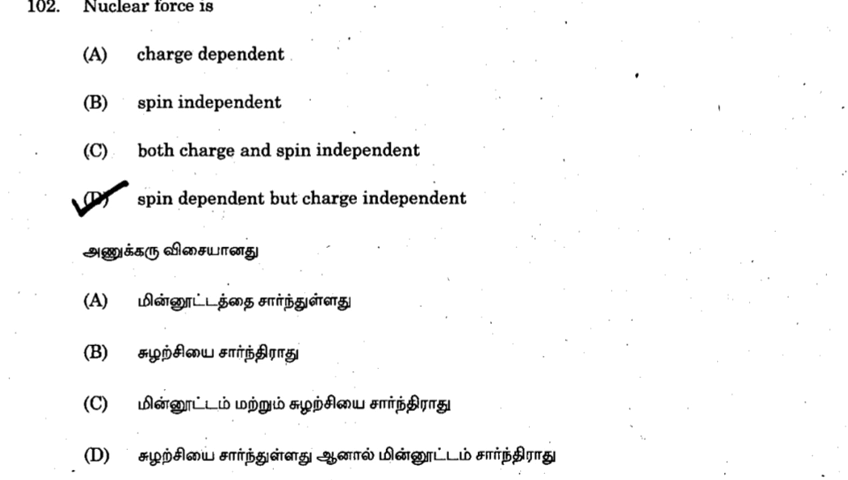 102. Nuclear force is
(A) charge dependent
(B) spin independent
(C) both charge and spin independent
(D) spin dependent but charge independent
அணுக்கரு விசையானது
(A) மின்னூட்டத்தை சார்ந்துள்ளது
(B) சுழற்சியை சார்ந்திராது
(C) மின்னூட்டம் மற்றும் சுழற்சியை சார்ந்திராது
(D) சுழற்சியை சார்ந்துள்ளது ஆனால் மின்னூட்டம் சார்ந்திராது